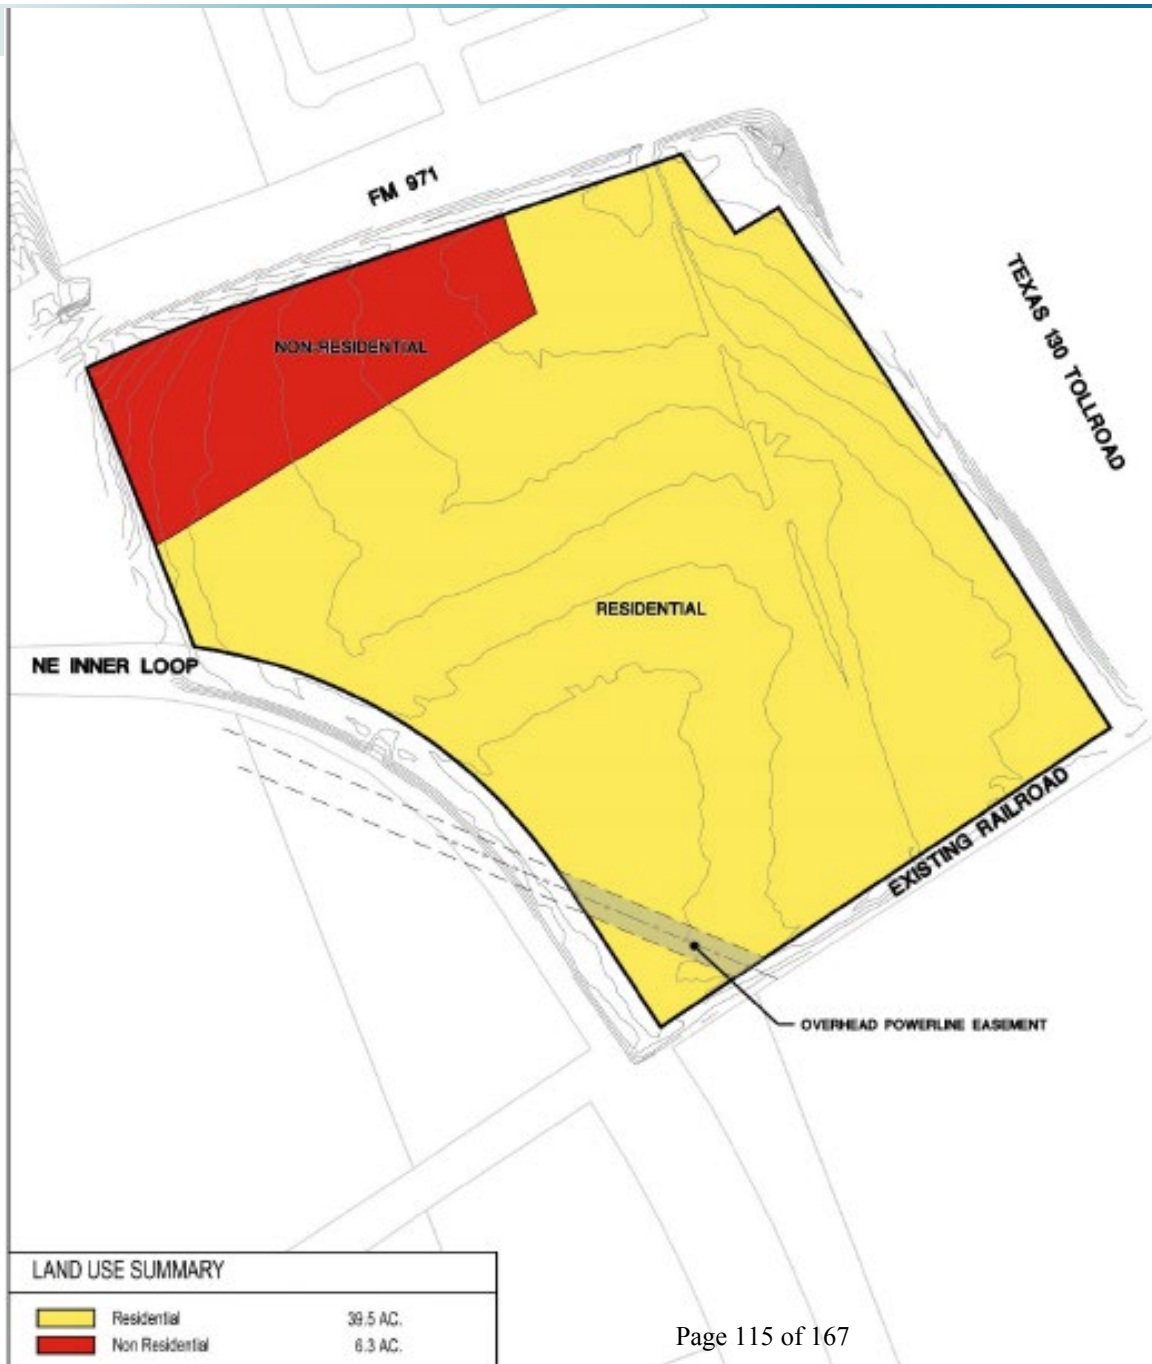 FM 971
TEXAS 130 TOLLROAD
NON-RESIDENTIAL
RESIDENTIAL
NE INNER LOOP
EXISTING RAILROAD
OVERHEAD POWERLINE EASEMENT
LAND USE SUMMARY
Residential 39.5 AC.
Non Residential 6.3 AC.
Page 115 of 167